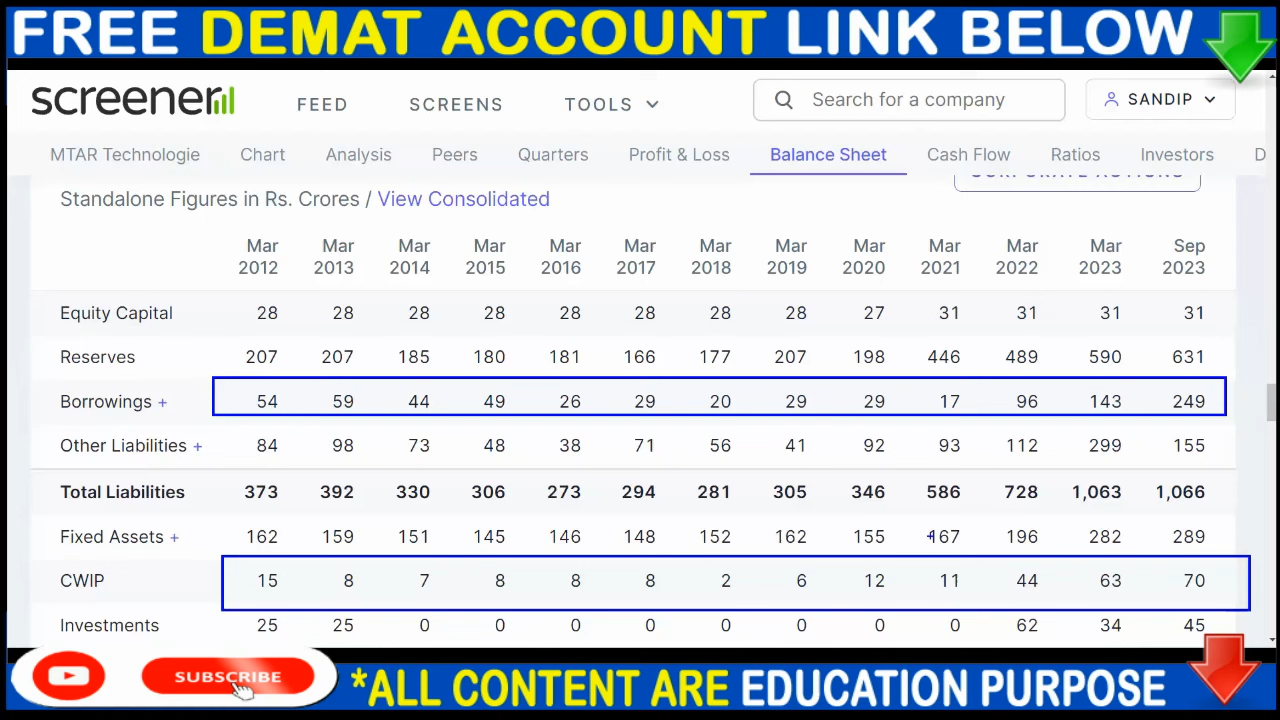 FREE DEMAT ACCOUNT LINK BELOW
screener FEED SCREENS TOOLS Search for a company SANDIP
MTAR Technologie Chart Analysis Peers Quarters Profit & Loss Balance Sheet Cash Flow Ratios Investors D
CORPORATE ACTIONS
Standalone Figures in Rs. Crores / View Consolidated
Mar Mar Mar Mar Mar Mar Mar Mar Mar Mar Mar Mar Sep
2012 2013 2014 2015 2016 2017 2018 2019 2020 2021 2022 2023 2023
Equity Capital 28 28 28 28 28 28 28 28 27 31 31 31 31
Reserves 207 207 185 180 181 166 177 207 198 446 489 590 631
Borrowings + 54 59 44 49 26 29 20 29 29 17 96 143 249
Other Liabilities + 84 98 73 48 38 71 56 41 92 93 112 299 155
Total Liabilities 373 392 330 306 273 294 281 305 346 586 728 1,063 1,066
Fixed Assets + 162 159 151 145 146 148 152 162 155 167 196 282 289
CWIP 15 8 7 8 8 8 2 6 12 11 44 63 70
Investments 25 25 0 0 0 0 0 0 0 0 62 34 45
SUBSCRIBE *ALL CONTENT ARE EDUCATION PURPOSE